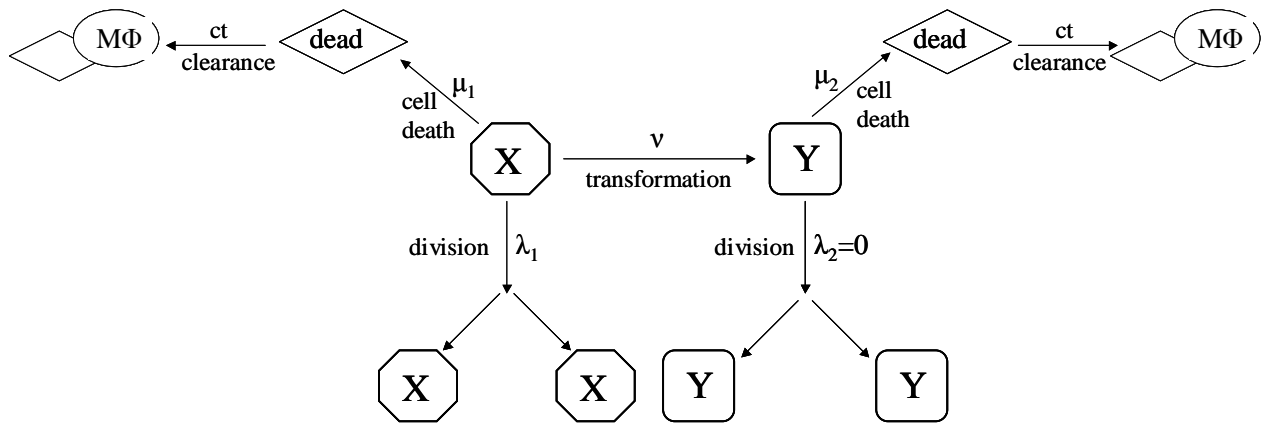 MΦ
ct
clearance
dead
μ1
cell
death
X
ν
transformation
Y
μ2
cell
death
dead
ct
clearance
MΦ
division
λ1
division
λ2=0
X
X
Y
Y